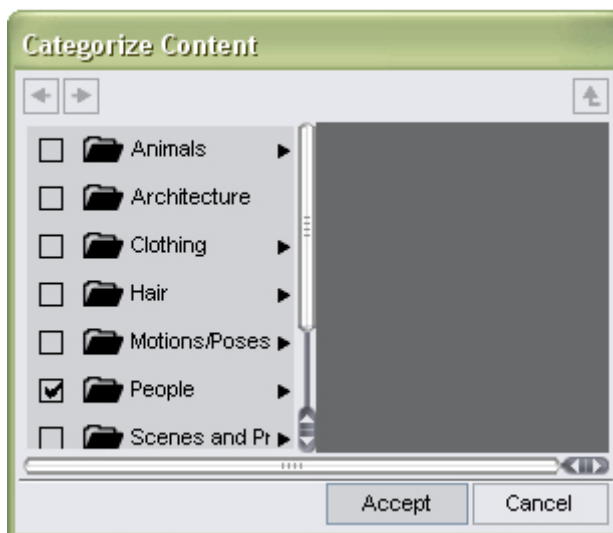 Categorize Content
Animals
Architecture
Clothing
Hair
Motions/Poses
People
Scenes and Pr
Accept
Cancel